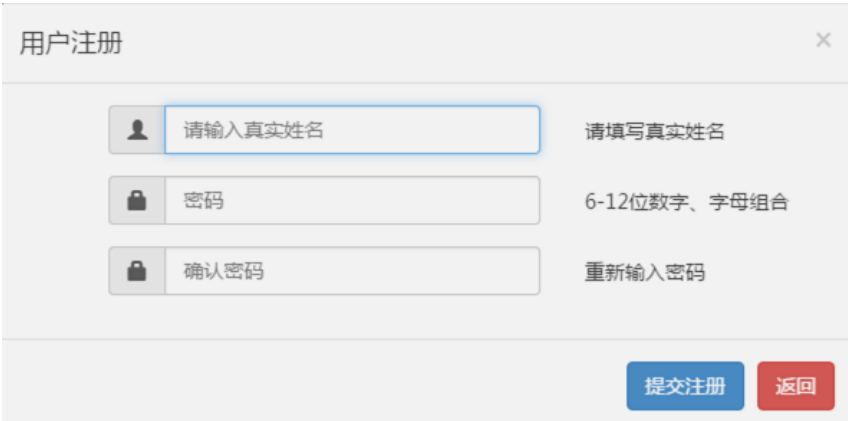 用户注册 ×
请输入真实姓名 请填写真实姓名
密码 6-12位数字、字母组合
确认密码 重新输入密码
提交注册 返回